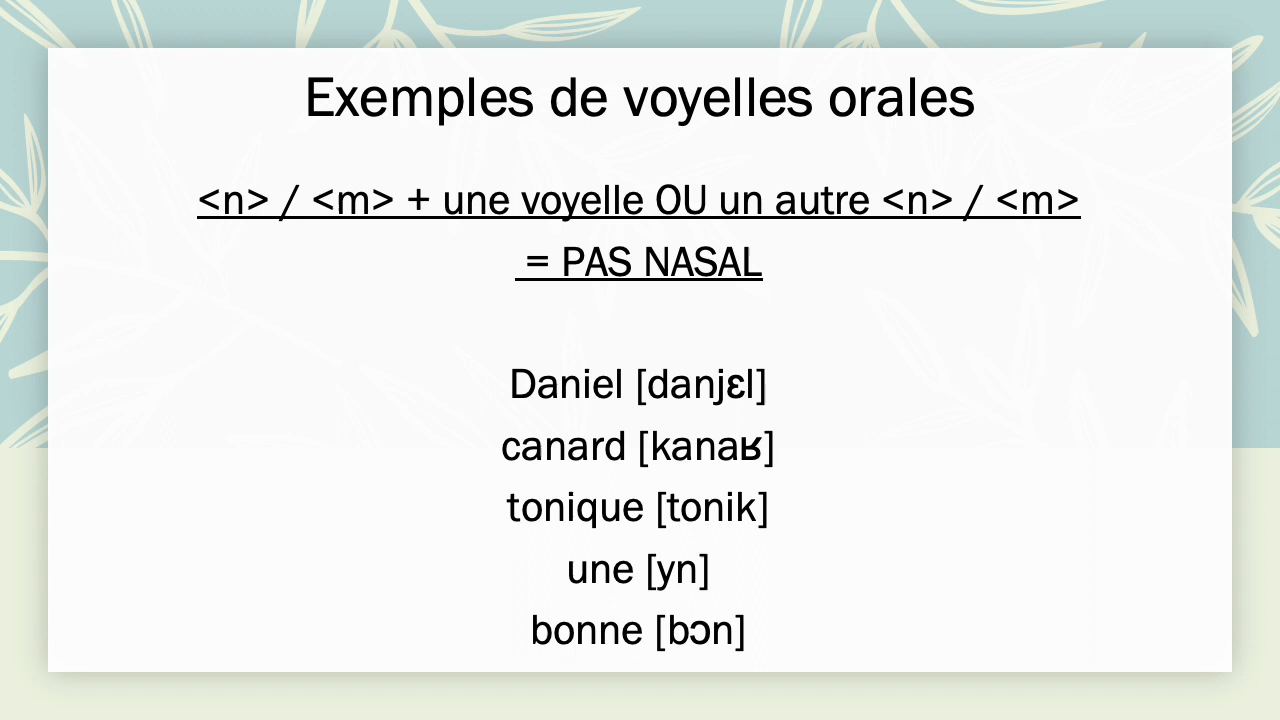 Exemples de voyelles orales
<n> / <m> + une voyelle OU un autre <n> / <m>
= PAS NASAL
Daniel [danjɛl]
canard [kanaʁ]
tonique [tonik]
une [yn]
bonne [bɔn]